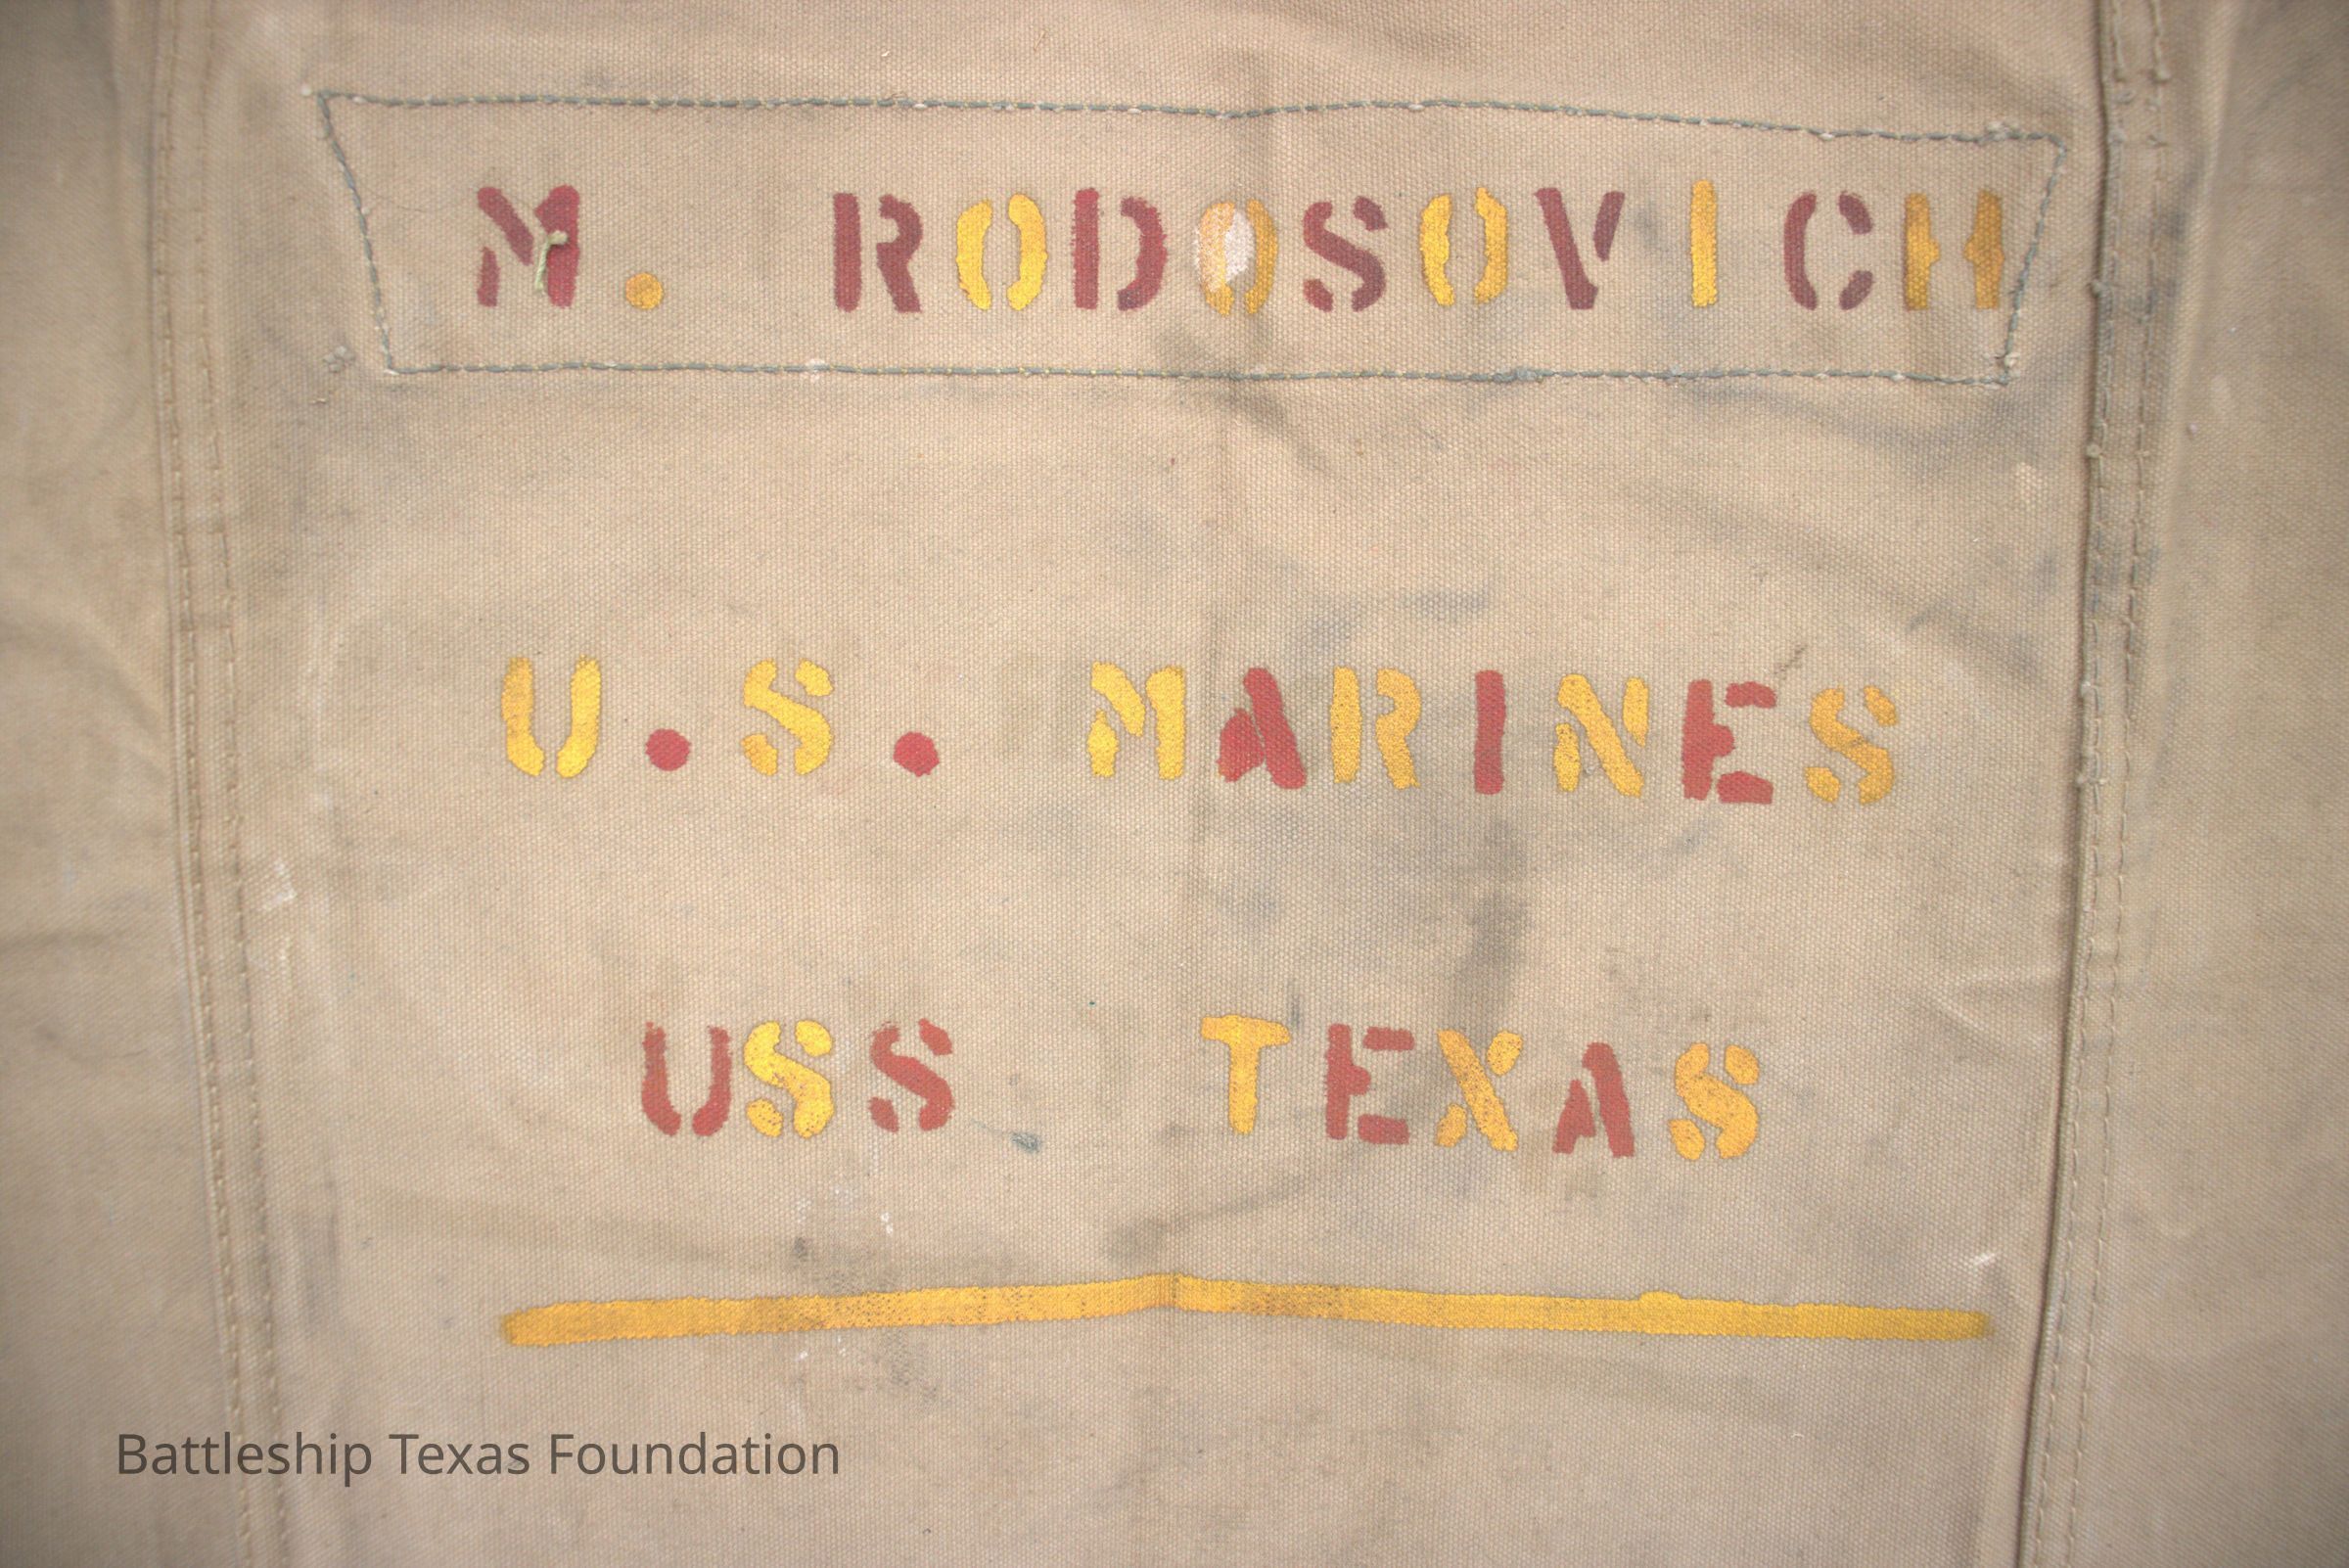 M. RODOSOVICH
U.S. MARINES
USS TEXAS
Battleship Texas Foundation